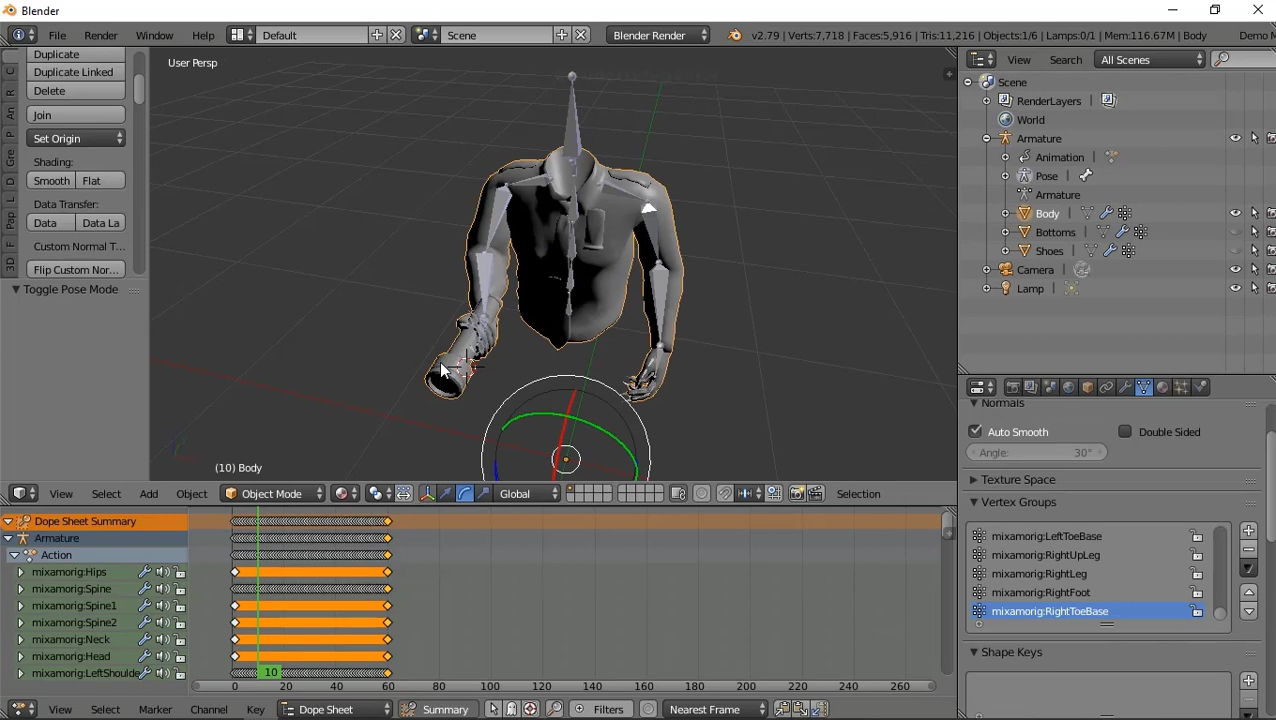 Blender
File Render Window Help Default Scene Blender Render v2.79 | Verts:7,718 | Faces:5,916 | Tris:11,216 | Objects:1/6 | Lamps:0/1 | Mem:116.67M | Body Demo M
Duplicate
Duplicate Linked
Delete
Join
Set Origin
Shading:
Smooth Flat
Data Transfer:
Data Data La
Custom Normal T...
Flip Custom Nor...
Toggle Pose Mode
C
R
An
P
Gre
D
L
Pap
F
3D
User Persp
(10) Body
View Search All Scenes
Scene
RenderLayers
World
Armature
Animation
Pose
Armature
Body
Bottoms
Shoes
Camera
Lamp
Normals
Auto Smooth Double Sided
Angle: 30°
Texture Space
Vertex Groups
mixamorig:LeftToeBase
mixamorig:RightUpLeg
mixamorig:RightLeg
mixamorig:RightFoot
mixamorig:RightToeBase
Shape Keys
View Select Add Object Object Mode Global Selection
Dope Sheet Summary
Armature
Action
mixamorig:Hips
mixamorig:Spine
mixamorig:Spine1
mixamorig:Spine2
mixamorig:Neck
mixamorig:Head
mixamorig:LeftShoulde
10
0 20 40 60 80 100 120 140 160 180 200 220 240 260
View Select Marker Channel Key Dope Sheet Summary Filters Nearest Frame